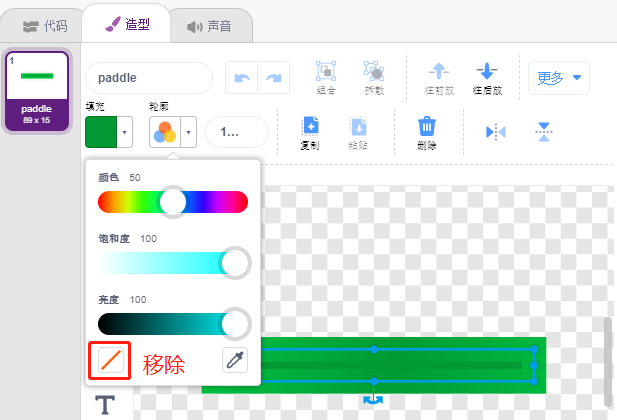 代码
造型
声音
1
paddle
89 x 15
paddle
组合
拆散
往前放
往后放
更多
填充
轮廓
1...
复制
粘贴
删除
颜色 50
饱和度 100
亮度 100
移除
T